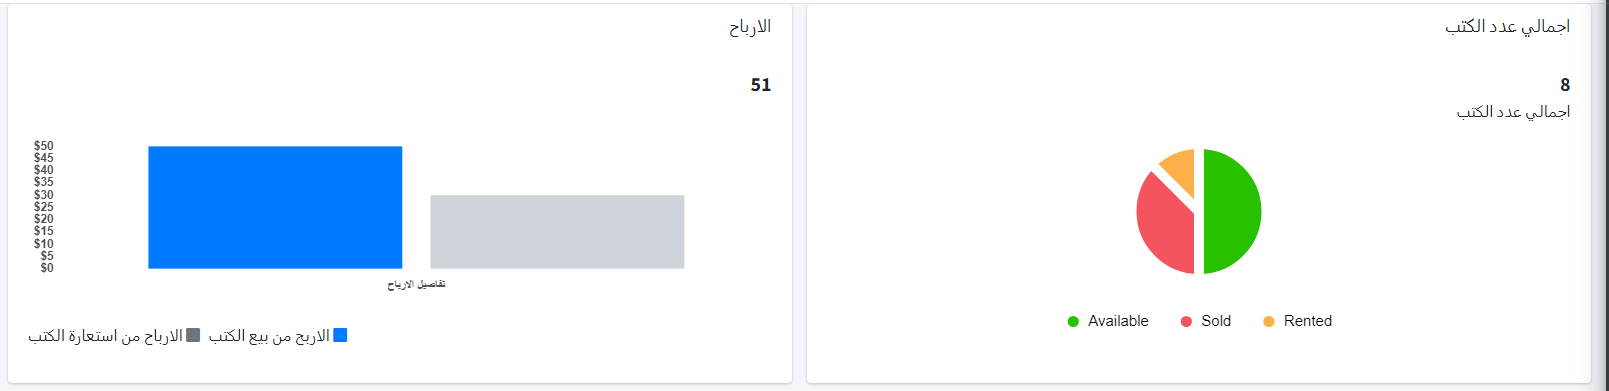 اجمالي عدد الكتب
8
اجمالي عدد الكتب
Available
Sold
Rented
الارباح
51
$50
$45
$40
$35
$30
$25
$20
$15
$10
$5
$0
تفاصيل الارباح
الاربح من بيع الكتب
الارباح من استعارة الكتب